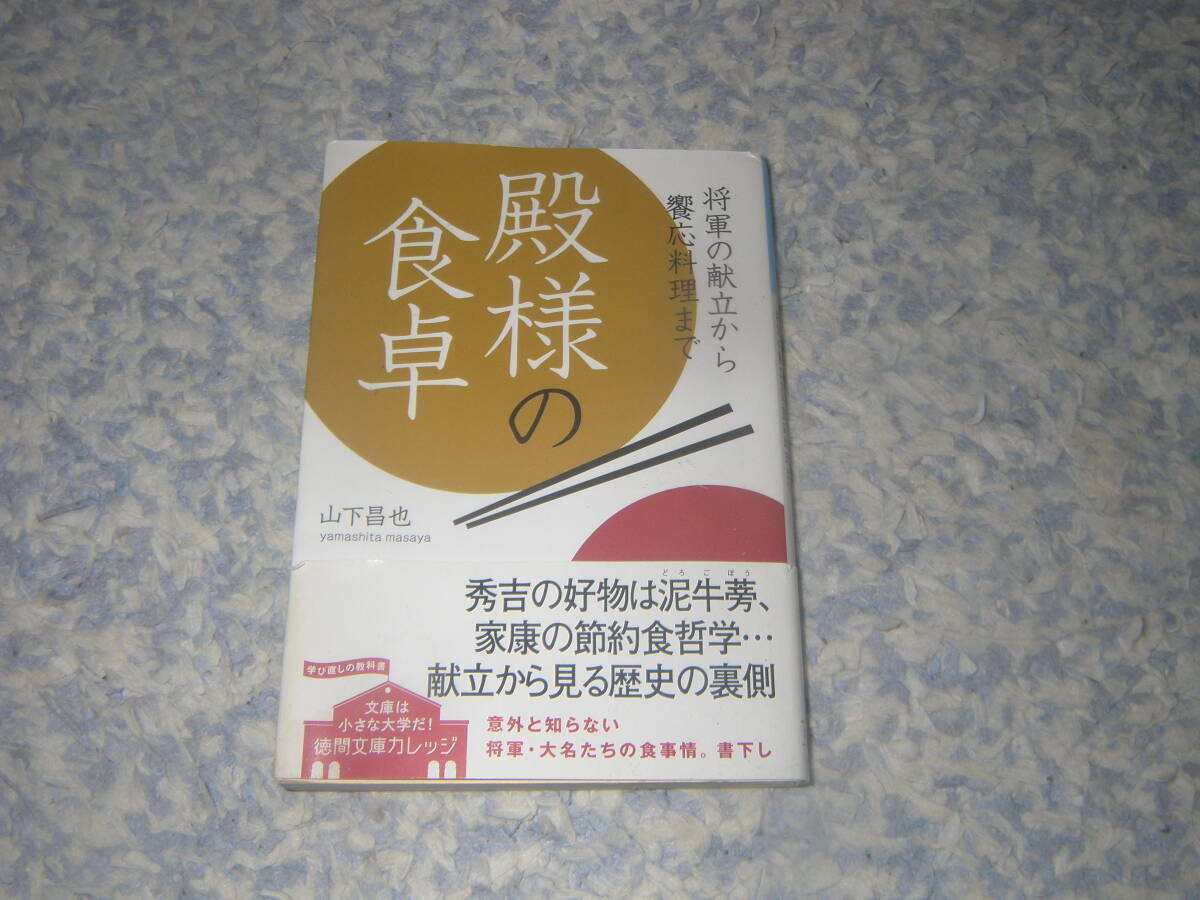 将軍の献立から
饗応料理まで
殿様の
食卓
山下昌也
yamashita masaya
どろごぼう
秀吉の好物は泥牛蒡、
家康の節約食哲学…
献立から見る歴史の裏側
学び直しの教科書
文庫は
小さな大学だ!
徳間文庫カレッジ
意外と知らない
将軍・大名たちの食事情。書下し